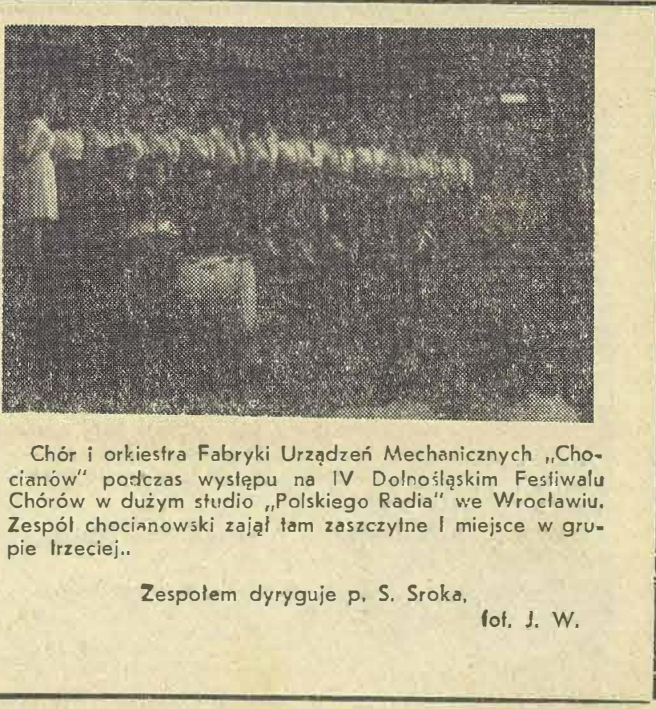 Chór i orkiestra Fabryki Urządzeń Mechanicznych „Cho-
cianów" podczas występu na IV Dolnośląskim Festiwalu
Chórów w dużym studio „Polskiego Radia" we Wrocławiu.
Zespół chocianowski zajął tam zaszczytne I miejsce w gru-
pie trzeciej..
Zespołem dyryguje p. S. Sroka.
fot. J. W.